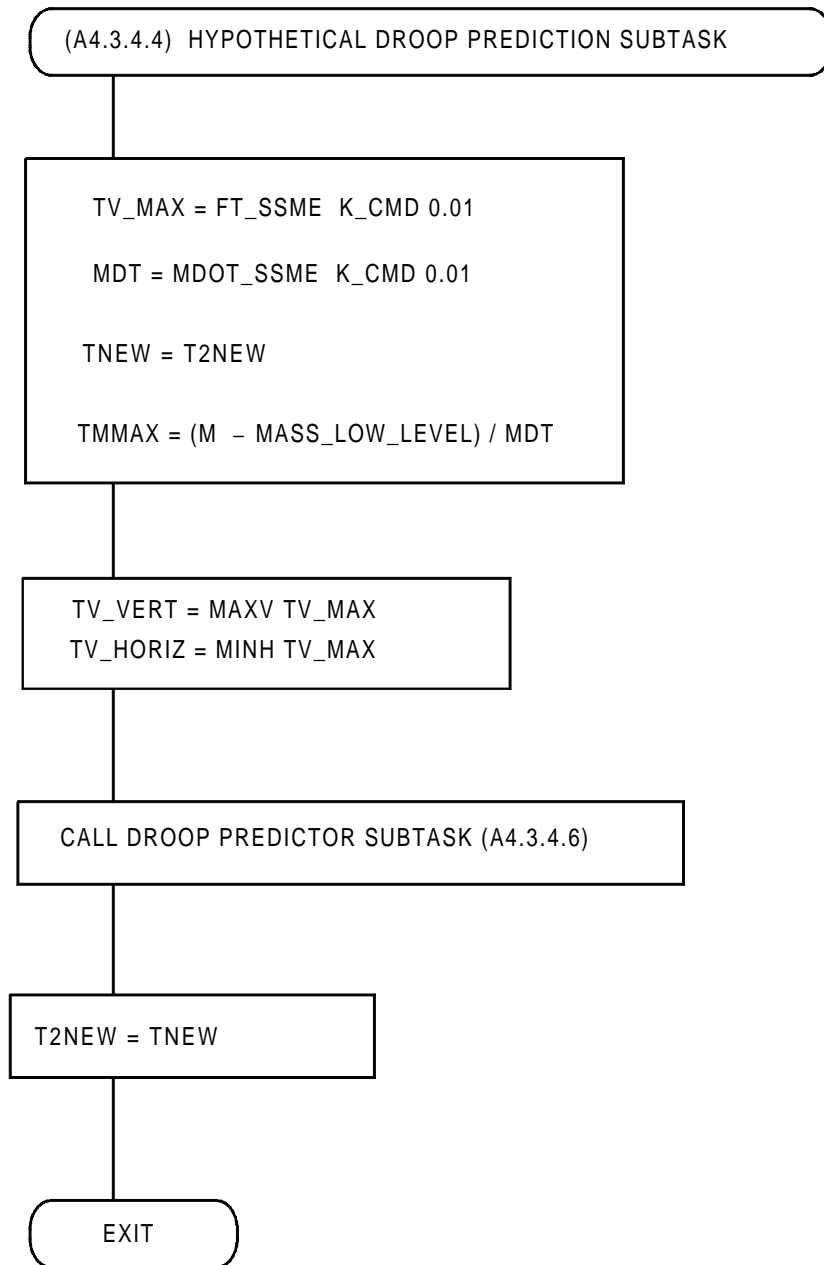 (A4.3.4.4) HYPOTHETICAL DROOP PREDICTION SUBTASK
TV_MAX = FT_SSME K_CMD 0.01
MDT = MDOT_SSME K_CMD 0.01
TNEW = T2NEW
TMMAX = (M – MASS_LOW_LEVEL) / MDT
TV_VERT = MAXV TV_MAX
TV_HORIZ = MINH TV_MAX
CALL DROOP PREDICTOR SUBTASK (A4.3.4.6)
T2NEW = TNEW
EXIT